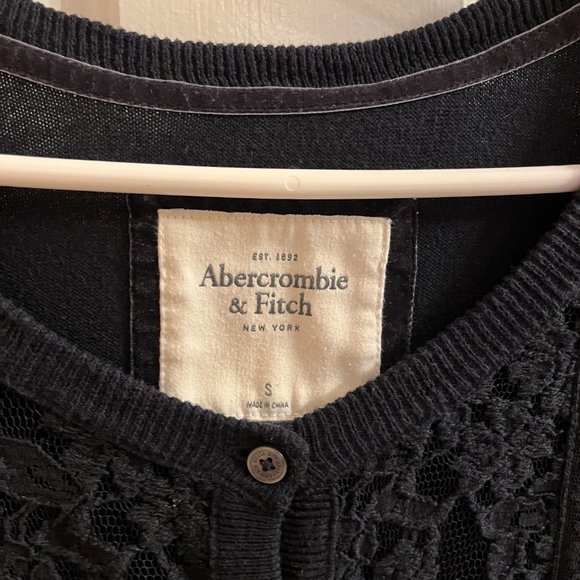 EST. 1892
Abercrombie
& Fitch
NEW YORK
S
MADE IN CHINA